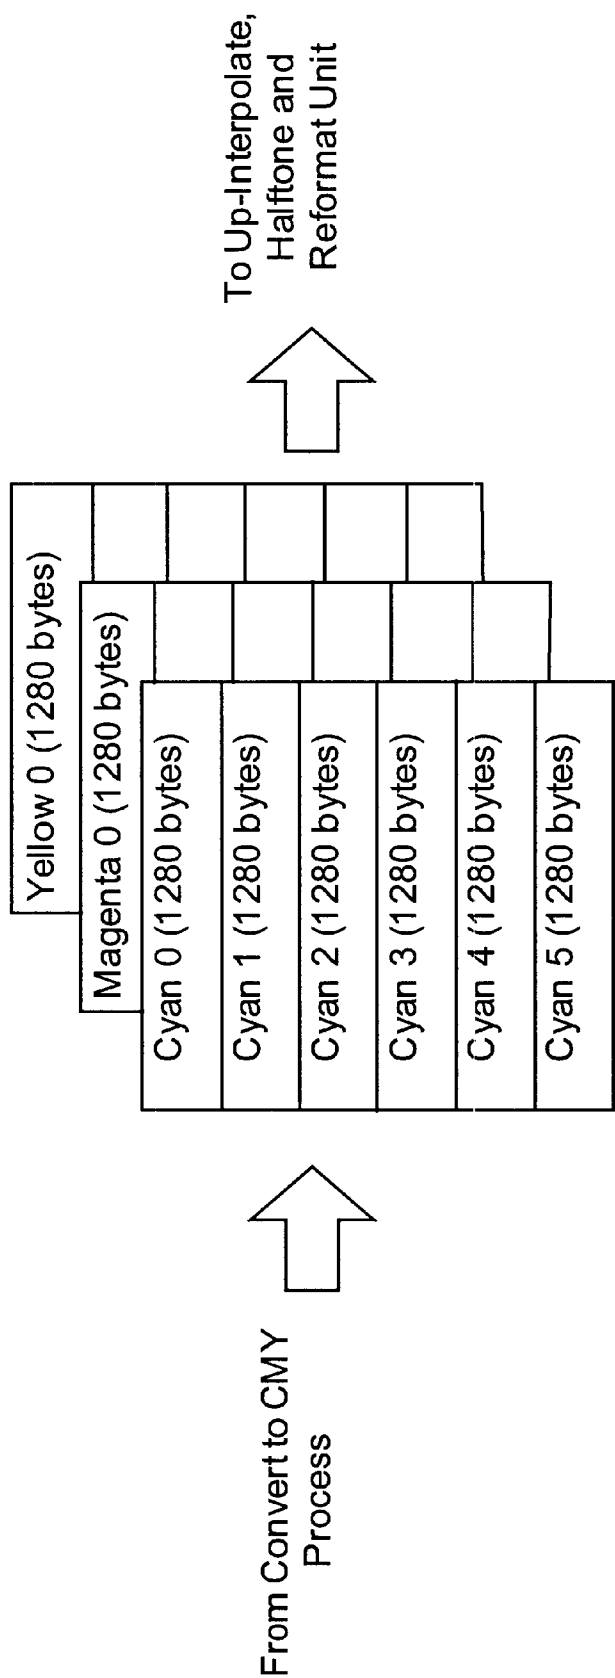 From Convert to CMY
Process
Yellow 0 (1280 bytes)
Magenta 0 (1280 bytes)
Cyan 0 (1280 bytes)
Cyan 1 (1280 bytes)
Cyan 2 (1280 bytes)
Cyan 3 (1280 bytes)
Cyan 4 (1280 bytes)
Cyan 5 (1280 bytes)
To Up-Interpolate,
Halftone and
Reformat Unit